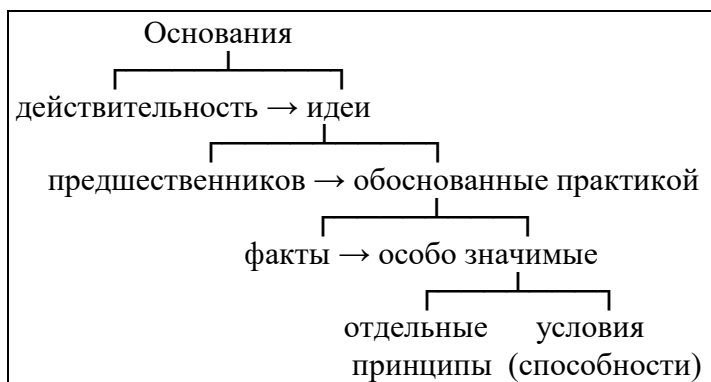 Основания
действительность → идеи
предшественников → обоснованные практикой
факты → особо значимые
отдельные условия
принципы (способности)